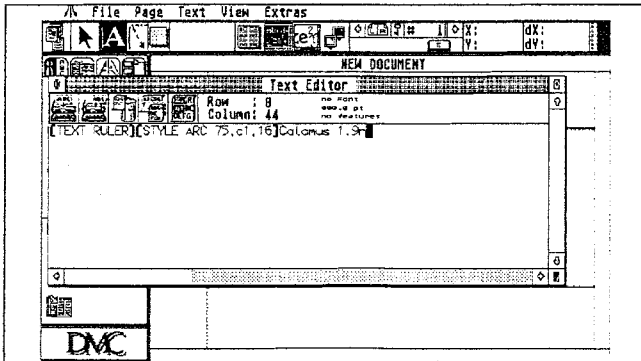 File Page Text View Extras
1 X: dX:
Y: dY:
NEW DOCUMENT
Text Editor
Row : 0 no Font
Column: 44 no features
[TEXT RULER][STYLE ARC 75,c1,16]Calamus 1.9n
DMC